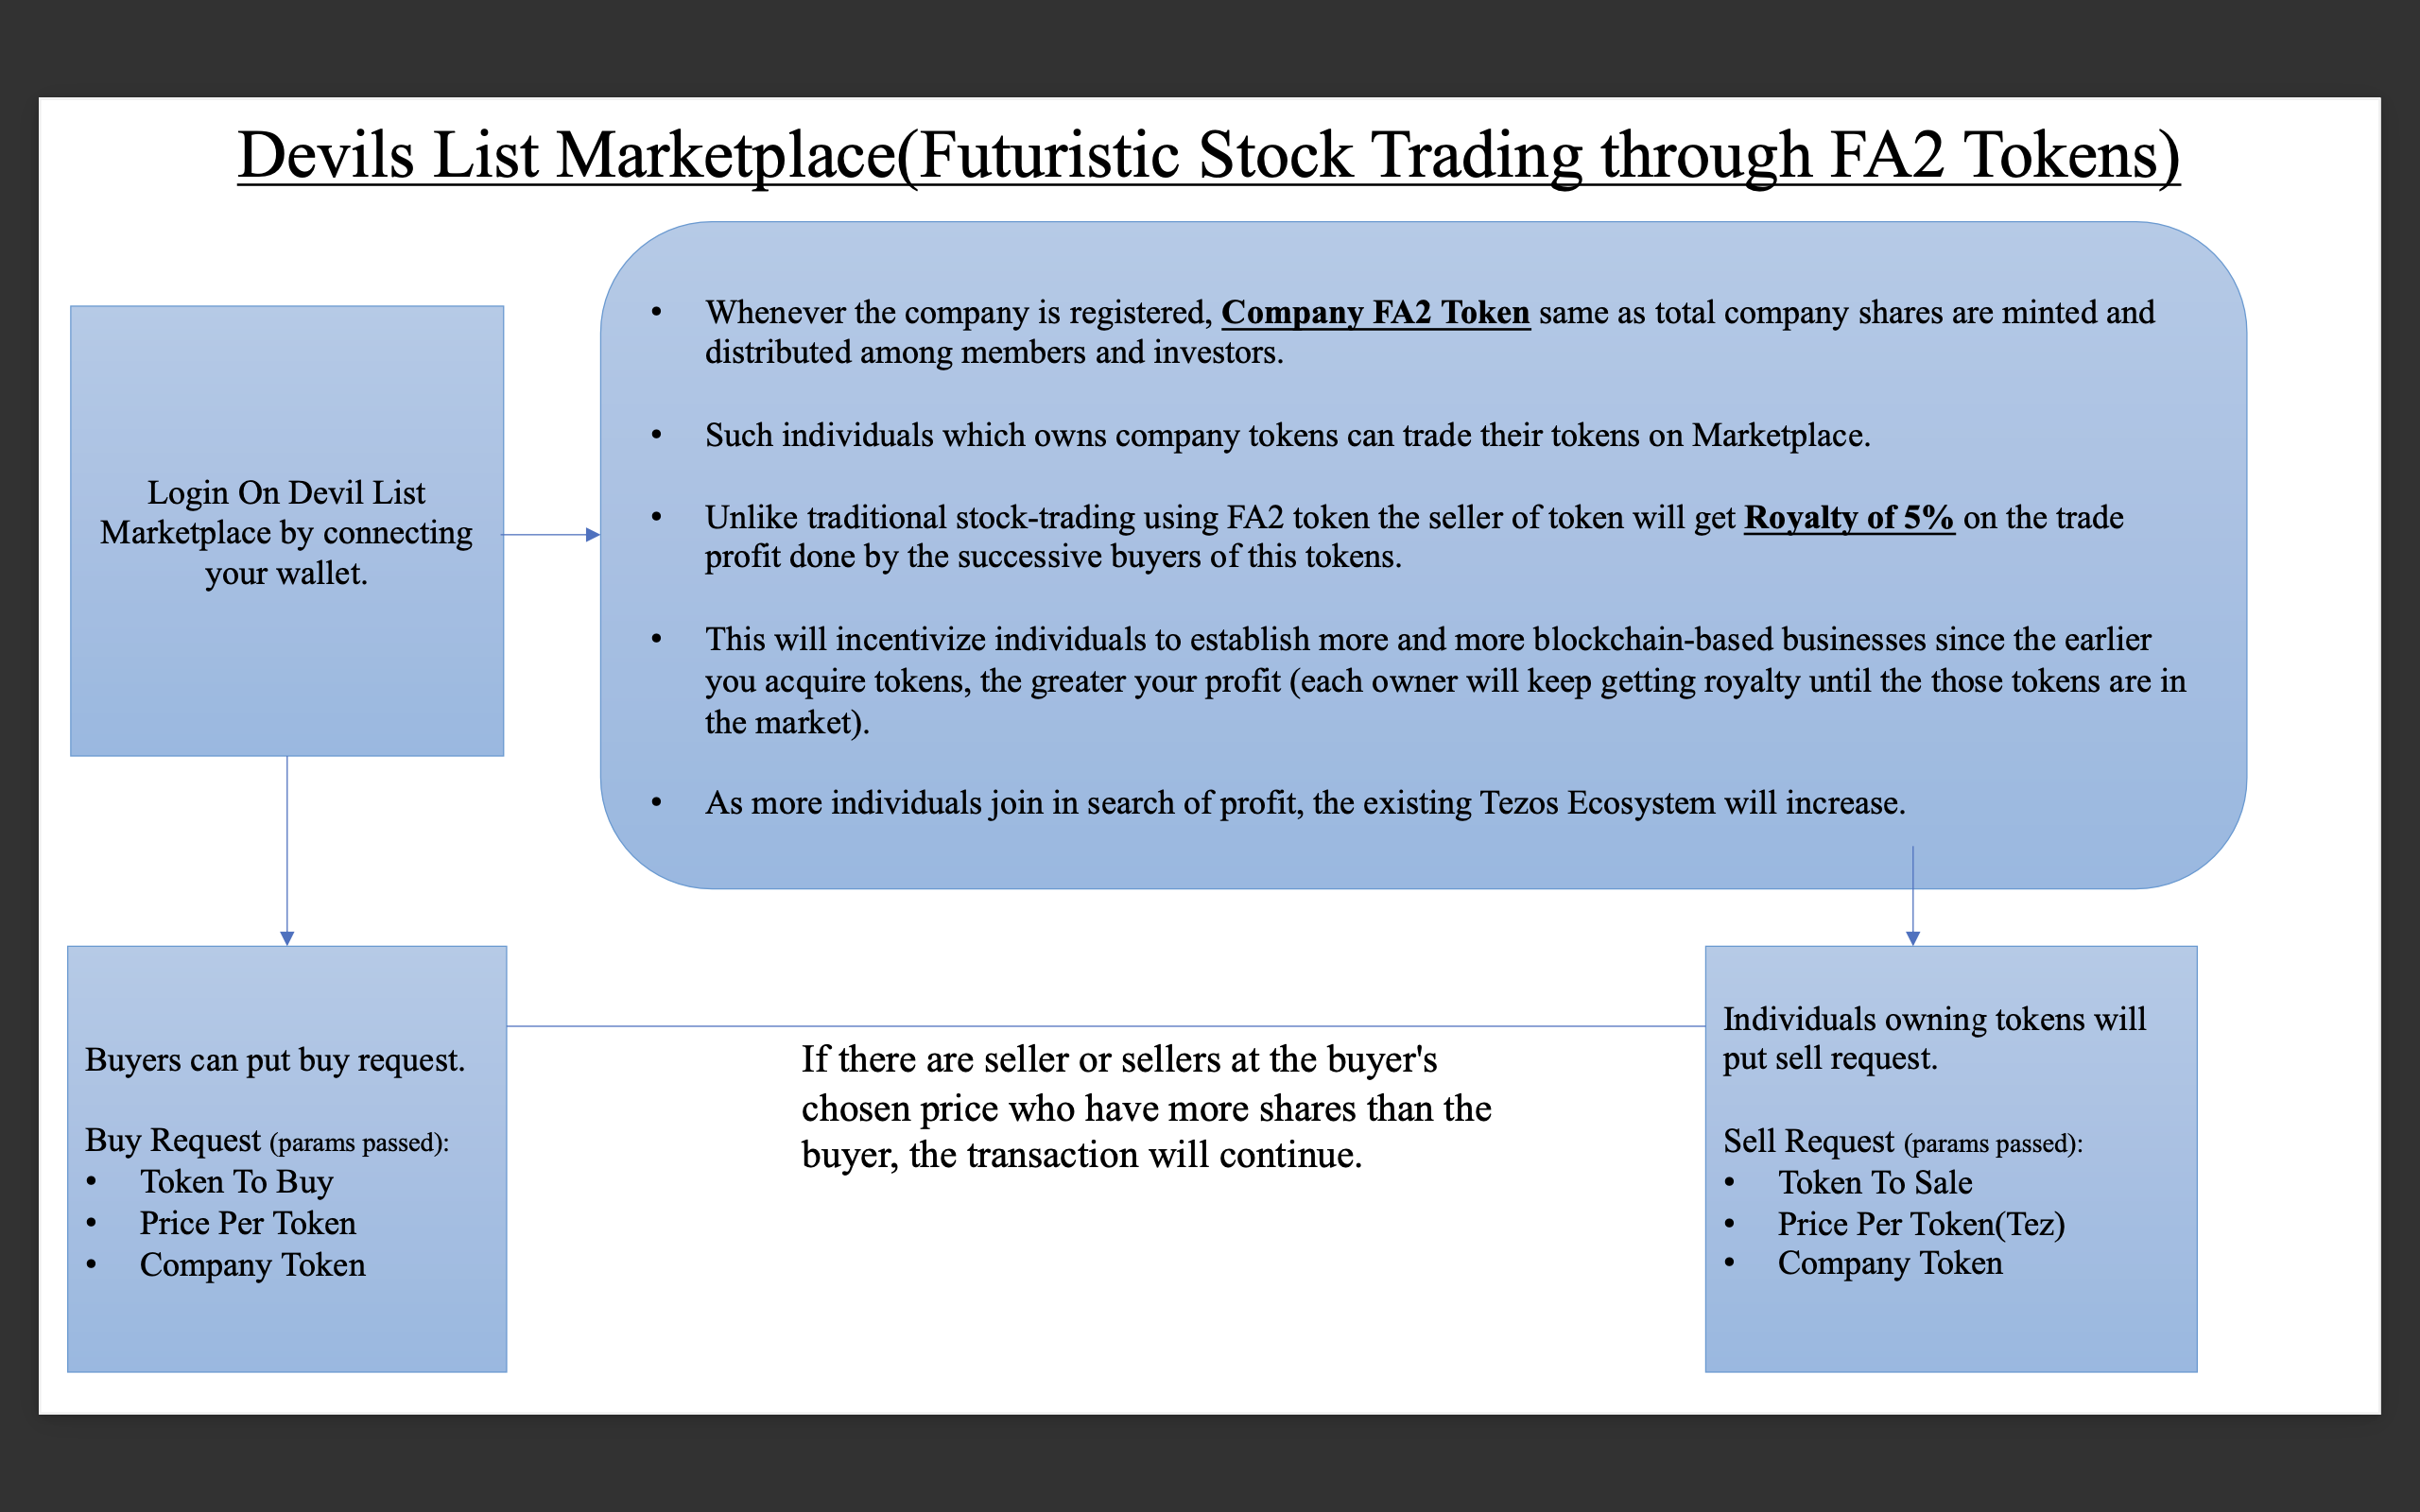 Devils List Marketplace(Futuristic Stock Trading through FA2 Tokens)
Login On Devil List
Marketplace by connecting
your wallet.
• Whenever the company is registered, Company FA2 Token same as total company shares are minted and
distributed among members and investors.
• Such individuals which owns company tokens can trade their tokens on Marketplace.
• Unlike traditional stock-trading using FA2 token the seller of token will get Royalty of 5% on the trade
profit done by the successive buyers of this tokens.
• This will incentivize individuals to establish more and more blockchain-based businesses since the earlier
you acquire tokens, the greater your profit (each owner will keep getting royalty until the those tokens are in
the market).
• As more individuals join in search of profit, the existing Tezos Ecosystem will increase.
Buyers can put buy request.
Buy Request (params passed):
• Token To Buy
• Price Per Token
• Company Token
If there are seller or sellers at the buyer's
chosen price who have more shares than the
buyer, the transaction will continue.
Individuals owning tokens will
put sell request.
Sell Request (params passed):
• Token To Sale
• Price Per Token(Tez)
• Company Token